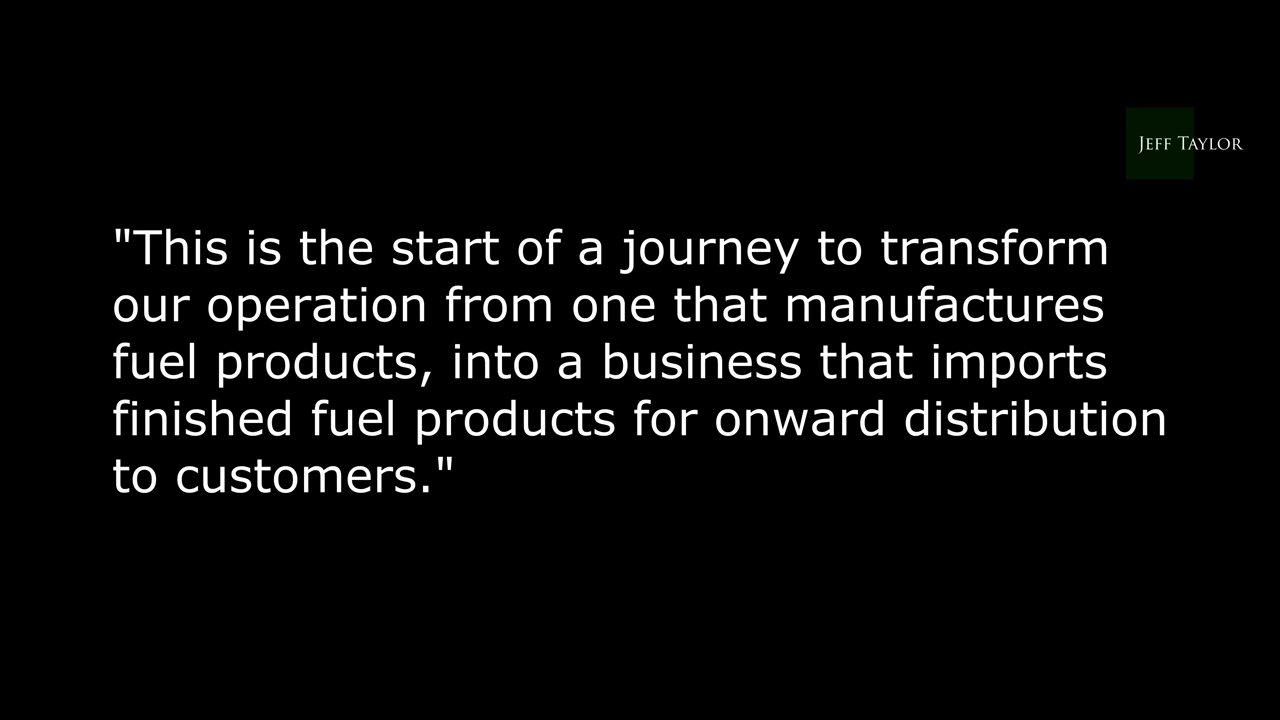 Jeff Taylor
"This is the start of a journey to transform
our operation from one that manufactures
fuel products, into a business that imports
finished fuel products for onward distribution
to customers."